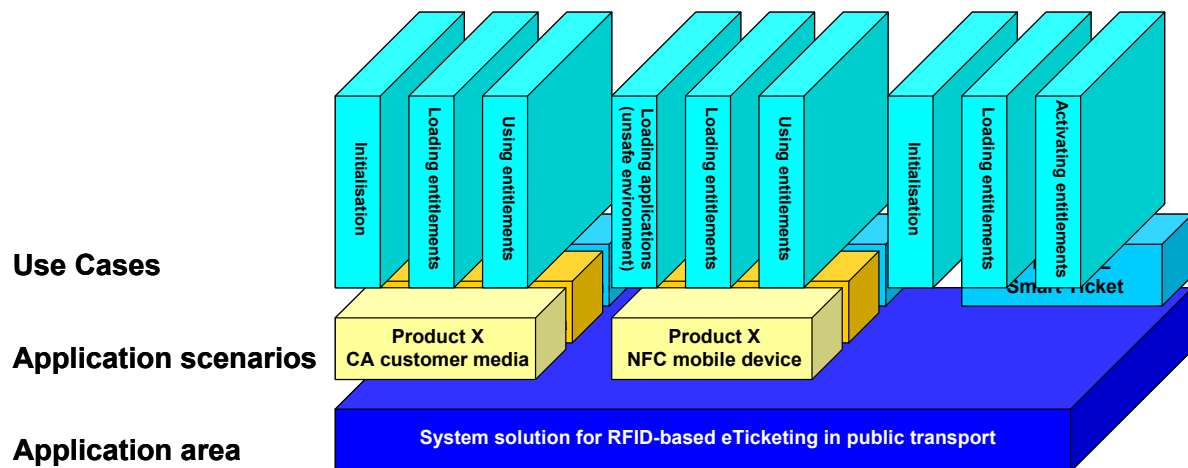 Initialisation
Loading entitlements
Using entitlements
Loading applications
(unsafe environment)
Loading entitlements
Using entitlements
Initialisation
Loading entitlements
Activating entitlements
Use Cases
Smart Ticket
Product X
CA customer media
Product X
NFC mobile device
Application scenarios
System solution for RFID-based eTicketing in public transport
Application area